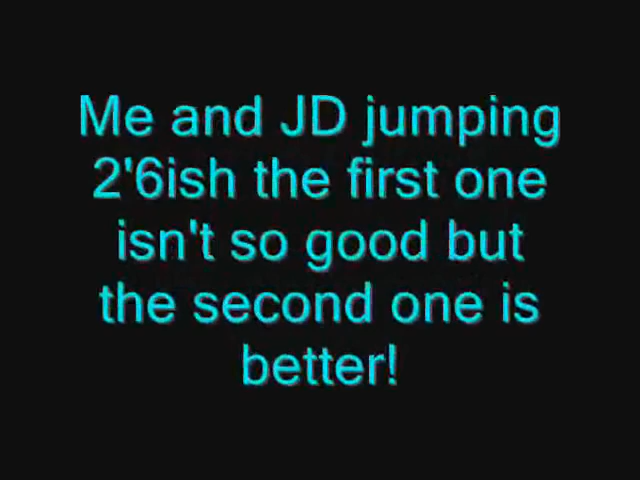 Me and JD jumping
2'6ish the first one
isn't so good but
the second one is
better!